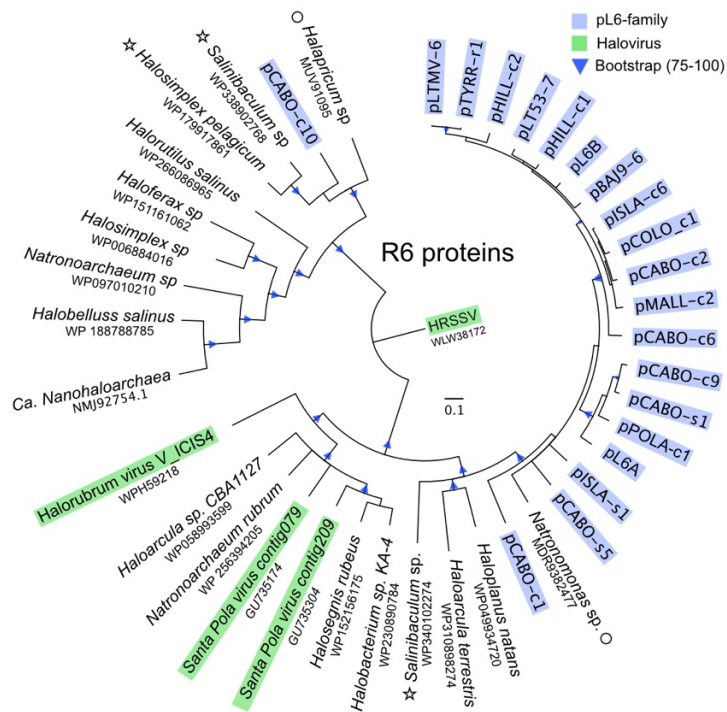 pL6-family
Halovirus
Bootstrap (75-100)
R6 proteins
HRSSV
WLW38172
0.1
pLTMV-6
pTYRR-r1
pHILL-c2
pLT53-7
pHILL-c1
pL6B
pBAJ9-6
pISLA-c6
pCOLO_c1
pCABO-c2
pMALL-c2
pCABO-c6
pCABO-c9
pCABO-s1
pPOLA-c1
pL6A
pISLA-s1
pCABO-s5
Natronomonas sp.
MDR9382477
pCABO-c1
Haloplanus natans
WP049934720
Haloarcula terrestris
WP310898274
Salinibaculum sp.
WP340102274
Halobacterium sp. KA-4
WP230890784
Halosegnis rubeus
WP152156175
Santa Pola virus contig209
GU735304
Santa Pola virus contig079
GU735174
Natronoarchaeum rubrum
WP 256394205
Haloarcula sp. CBA1127
WP058993599
Halorubrum virus V_ICIS4
WPH59218
Ca. Nanohaloarchaea
NMJ92754.1
Halobelluss salinus
WP 188788785
Natronoarchaeum sp
WP097010210
Halosimplex sp
WP006884016
Haloferax sp
WP151161062
Halorutilus salinus
WP266086965
Halosimplex pelagicum
WP179917861
Salinibaculum sp
WP338902768
pCABO-c10
Halapricum sp
MUV91095